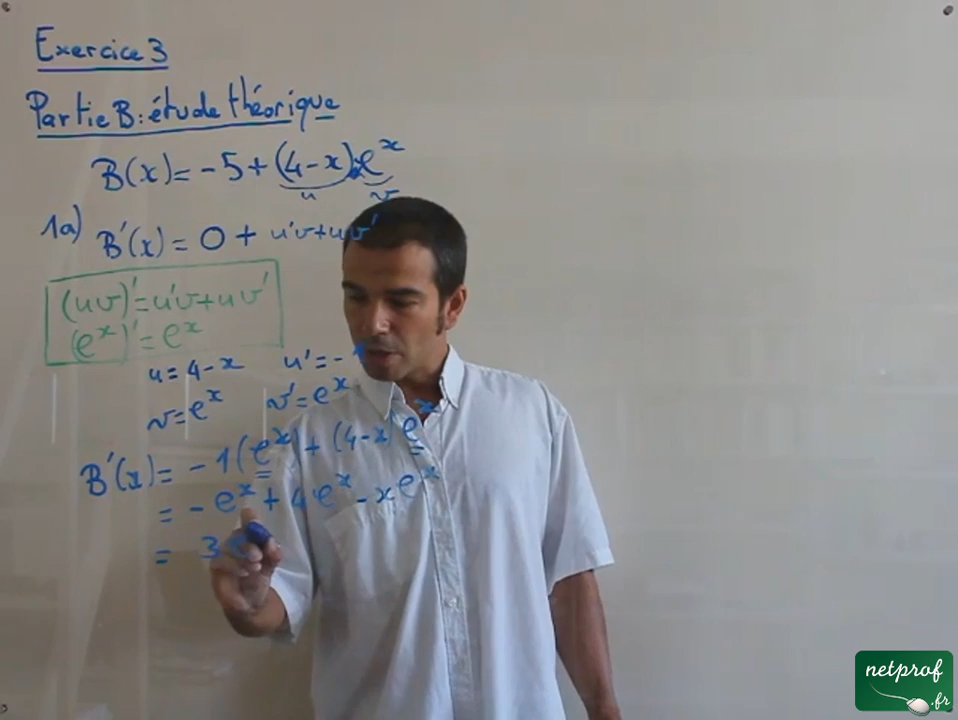 Exercice 3
Partie B : étude théorique
B(x) = -5 + (4-x) e^x
u v
1a) B'(x) = 0 + u'v + uv'
(uv)' = u'v + uv'
(e^x)' = e^x
u = 4-x u' = -1
v = e^x v' = e^x
B'(x) = -1(e^x) + (4-x) e^x
= -e^x + 4e^x - xe^x
= 3e
netprof
.fr